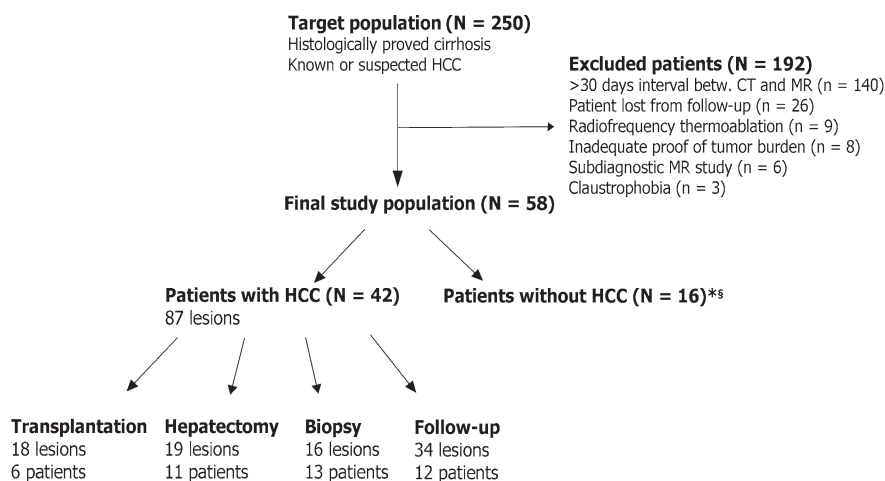 Target population (N = 250)
Histologically proved cirrhosis
Known or suspected HCC
Excluded patients (N = 192)
>30 days interval betw. CT and MR (n = 140)
Patient lost from follow-up (n = 26)
Radiofrequency thermoablation (n = 9)
Inadequate proof of tumor burden (n = 8)
Subdiagnostic MR study (n = 6)
Claustrophobia (n = 3)
Final study population (N = 58)
Patients with HCC (N = 42)
87 lesions
Patients without HCC (N = 16)*§
Transplantation
18 lesions
6 patients
Hepatectomy
19 lesions
11 patients
Biopsy
16 lesions
13 patients
Follow-up
34 lesions
12 patients